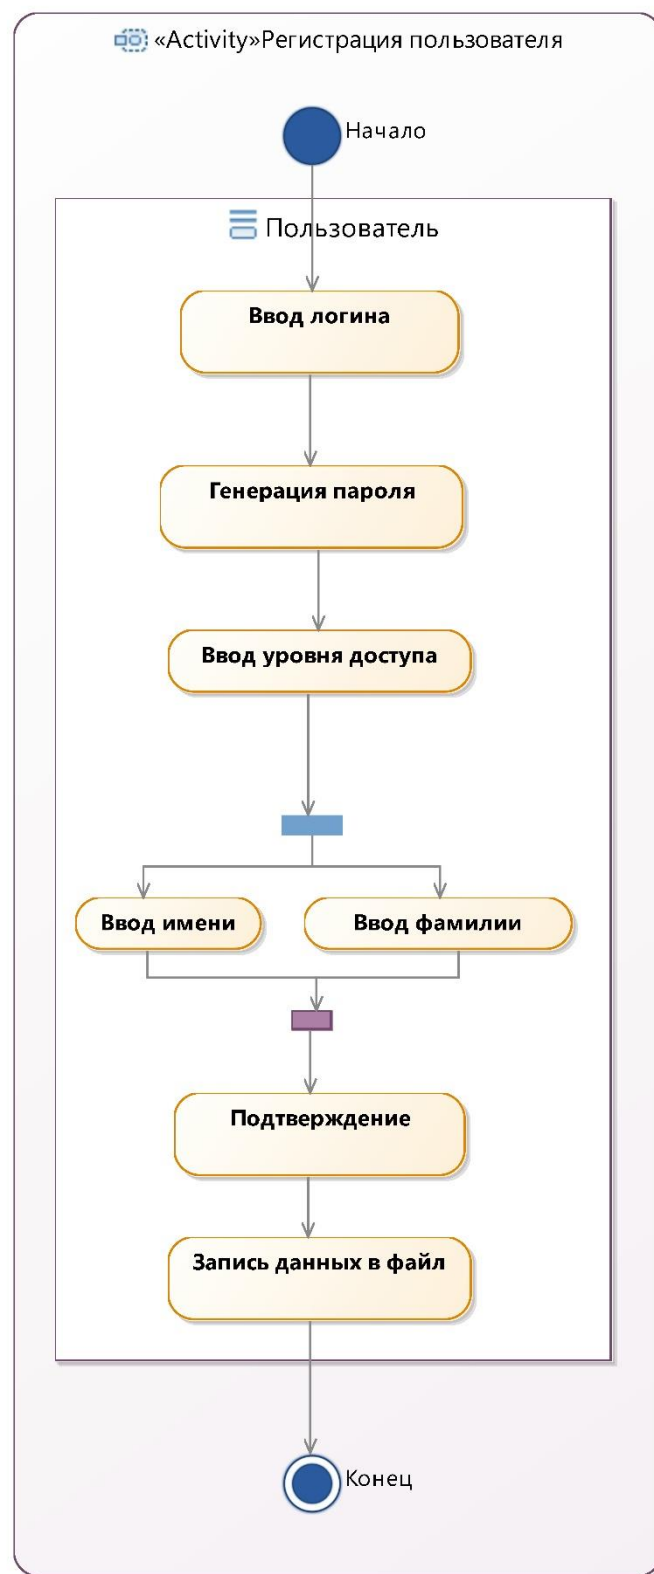 «Activity»Регистрация пользователя
Начало
Пользователь
Ввод логина
Генерация пароля
Ввод уровня доступа
Ввод имени
Ввод фамилии
Подтверждение
Запись данных в файл
Конец